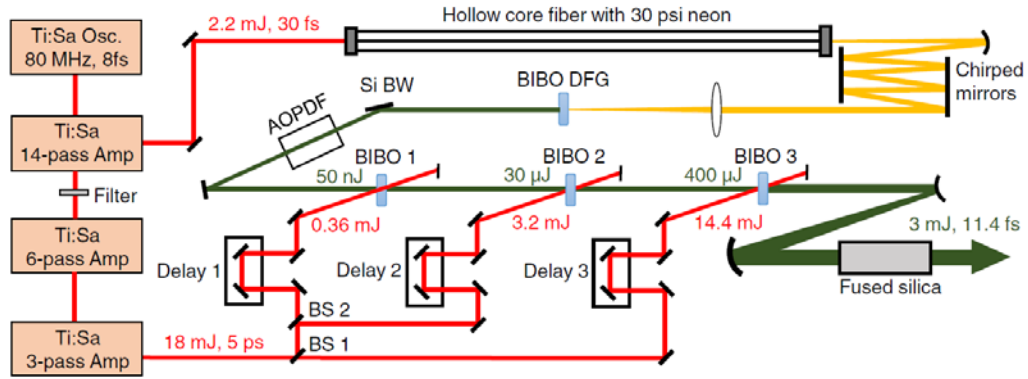 Hollow core fiber with 30 psi neon
2.2 mJ, 30 fs
Ti:Sa Osc.
80 MHz, 8fs
Chirped
mirrors
Si BW
BIBO DFG
AOPDF
Ti:Sa
14-pass Amp
BIBO 1
BIBO 2
BIBO 3
50 nJ
30 µJ
400 µJ
Filter
0.36 mJ
3.2 mJ
14.4 mJ
3 mJ, 11.4 fs
Ti:Sa
6-pass Amp
Delay 1
Delay 2
Delay 3
Fused silica
BS 2
Ti:Sa
3-pass Amp
18 mJ, 5 ps
BS 1